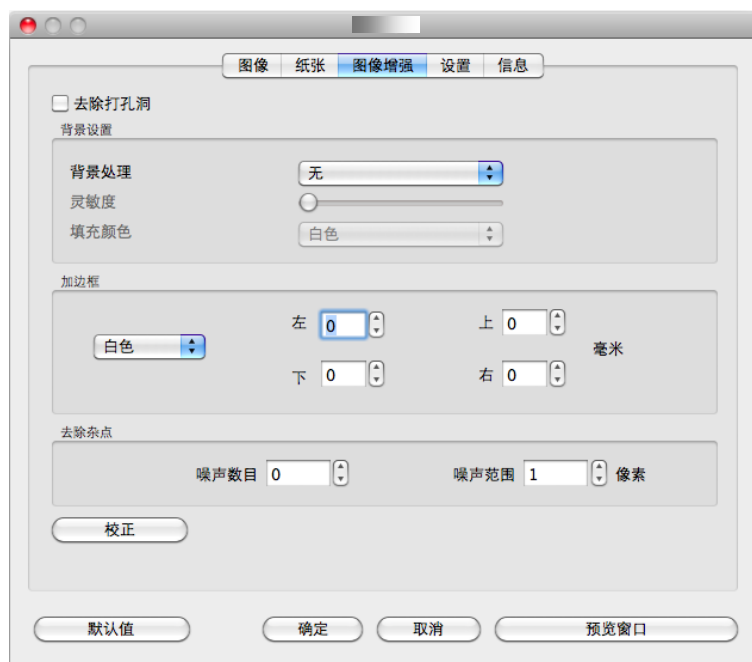 图像 纸张 图像增强 设置 信息
去除打孔洞
背景设置
背景处理 无
灵敏度
填充颜色 白色
加边框
左 0 上 0
白色 毫米
下 0 右 0
去除杂点
噪声数目 0 噪声范围 1 像素
校正
默认值 确定 取消 预览窗口